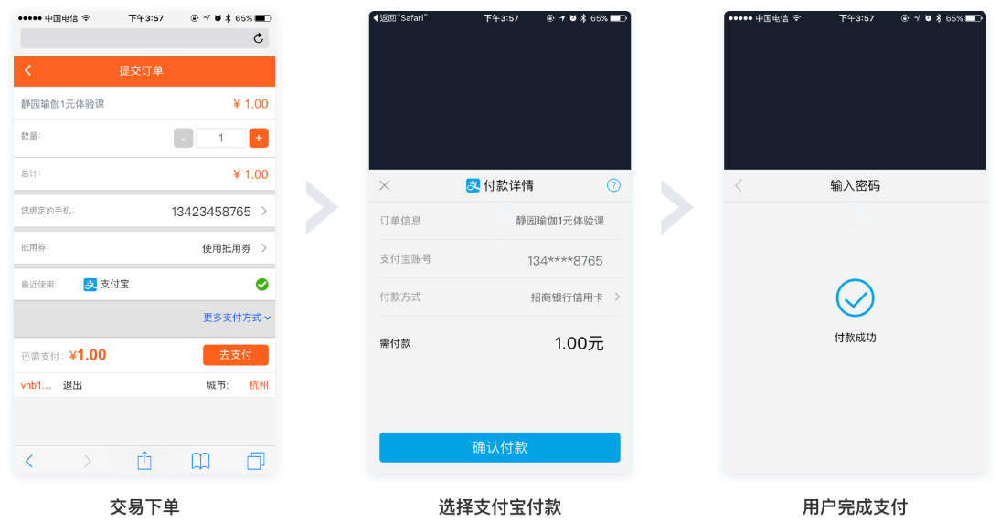 ●●●●● 中国电信 下午3:57 65%
提交订单
静园瑜伽1元体验课 ¥ 1.00
数量: - 1 +
总计: ¥ 1.00
您绑定的手机: 13423458765
抵用券: 使用抵用券
最近使用: 支付宝
更多支付方式
还需支付: ¥1.00 去支付
vnb1... 退出 城市: 杭州
交易下单
返回"Safari" 下午3:57 65%
支 付款详情 ?
订单信息 静园瑜伽1元体验课
支付宝账号 134****8765
付款方式 招商银行信用卡
需付款 1.00元
确认付款
选择支付宝付款
●●●●● 中国电信 下午3:57 65%
输入密码
付款成功
用户完成支付